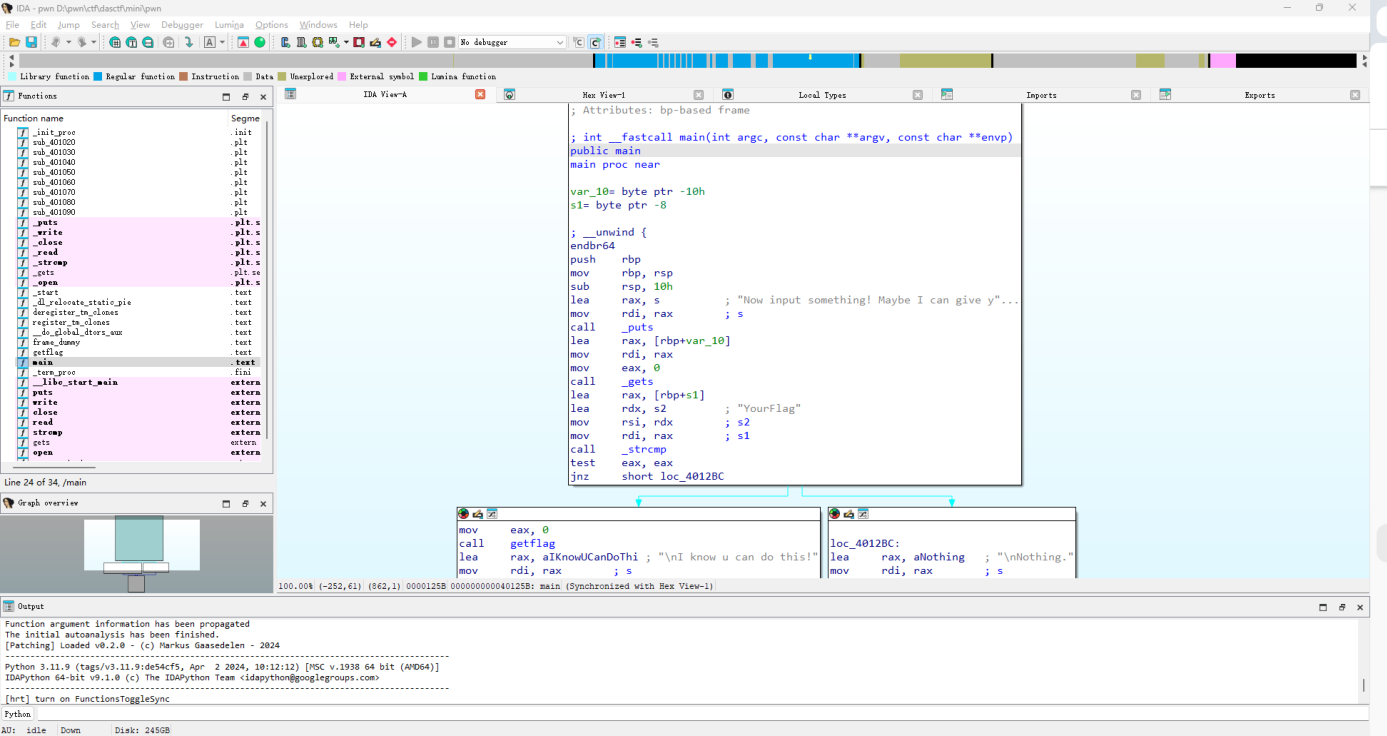 IDA - pwn D:\pwn\ctf\dasctf\mini\pwn
File Edit Jump Search View Debugger Lumina Options Windows Help
No debugger
Library function Regular function Instruction Data Unexplored External symbol Lumina function
Functions
IDA View-A Hex View-1 Local Types Imports Exports
Function name Segme
_init_proc .init
sub_401020 .plt
sub_401030 .plt
sub_401040 .plt
sub_401050 .plt
sub_401060 .plt
sub_401070 .plt
sub_401080 .plt
sub_401090 .plt
_puts .plt.s
_write .plt.s
_close .plt.s
_read .plt.s
_strcmp .plt.s
_gets .plt.se
_open .plt.s
_start .text
_dl_relocate_static_pie .text
deregister_tm_clones .text
register_tm_clones .text
__do_global_dtors_aux .text
frame_dummy .text
getflag .text
main .text
_term_proc .fini
__libc_start_main extern
puts extern
write extern
close extern
read extern
strcmp extern
gets extern
open extern
Line 24 of 34, /main
Graph overview
; Attributes: bp-based frame
; int __fastcall main(int argc, const char **argv, const char **envp)
public main
main proc near
var_10= byte ptr -10h
s1= byte ptr -8
; __unwind {
endbr64
push rbp
mov rbp, rsp
sub rsp, 10h
lea rax, s ; "Now input something! Maybe I can give y"...
mov rdi, rax ; s
call _puts
lea rax, [rbp+var_10]
mov rdi, rax
mov eax, 0
call _gets
lea rax, [rbp+s1]
lea rdx, s2 ; "YourFlag"
mov rsi, rdx ; s2
mov rdi, rax ; s1
call _strcmp
test eax, eax
jnz short loc_4012BC
mov eax, 0
call getflag
lea rax, aIKnowUCanDoThi ; "\nI know u can do this!"
mov rdi, rax ; s
loc_4012BC:
lea rax, aNothing ; "\nNothing."
mov rdi, rax ; s
100.00% (-252,61) (862,1) 0000125B 000000000040125B: main (Synchronized with Hex View-1)
Output
Function argument information has been propagated
The initial autoanalysis has been finished.
[Patching] Loaded v0.2.0 - (c) Markus Gaasedelen - 2024
Python 3.11.9 (tags/v3.11.9:de54cf5, Apr 2 2024, 10:12:12) [MSC v.1938 64 bit (AMD64)]
IDAPython 64-bit v9.1.0 (c) The IDAPython Team <idapython@googlegroups.com>
[hrt] turn on FunctionsToggleSync
Python
AU: idle Down Disk: 245GB